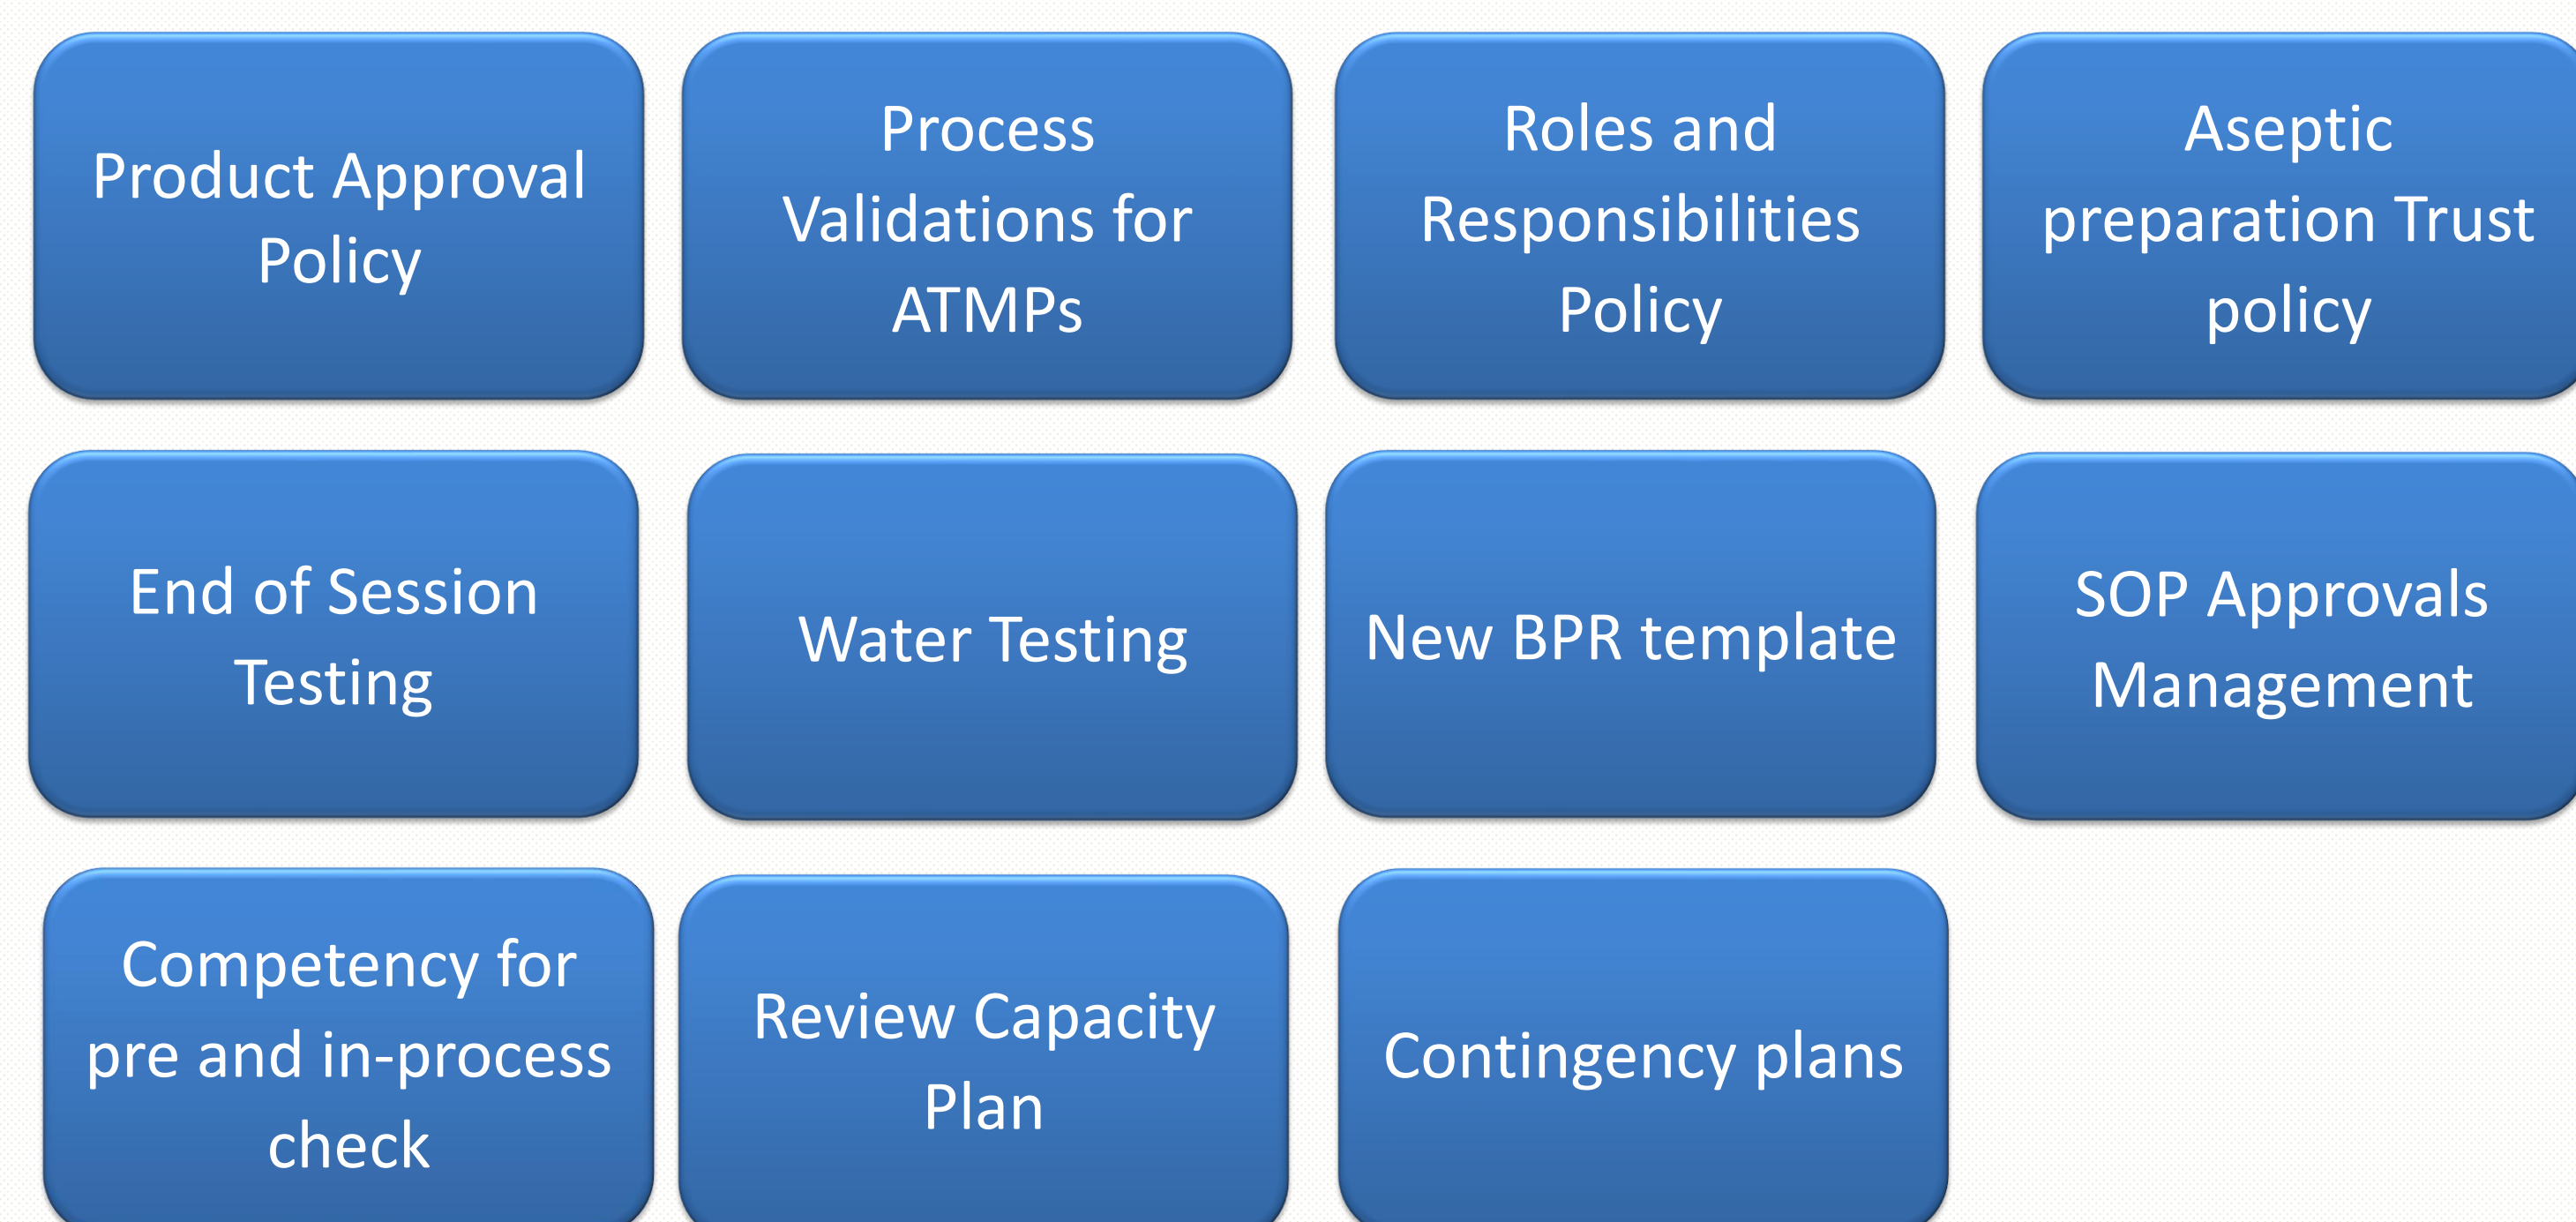 Product Approval
Policy
Process
Validations for
ATMPs
Roles and
Responsibilities
Policy
Aseptic
preparation Trust
policy
End of Session
Testing
Water Testing
New BPR template
SOP Approvals
Management
Competency for
pre and in-process
check
Review Capacity
Plan
Contingency plans